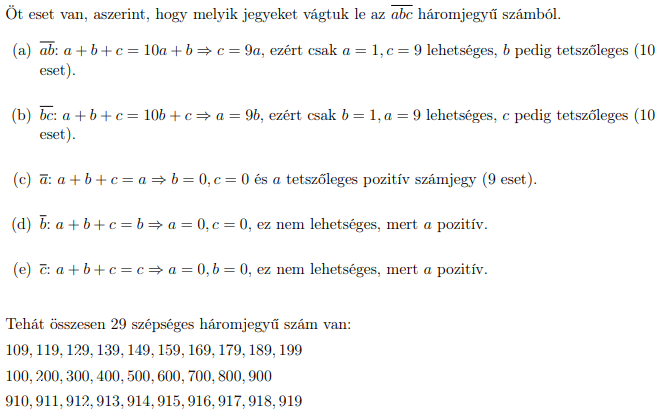 Öt eset van, aszerint, hogy melyik jegyeket vágtuk le az $\overline{abc}$ háromjegyű számból.
(a) $\overline{ab}$: $a + b + c = 10a + b \Rightarrow c = 9a$, ezért csak $a = 1, c = 9$ lehetséges, $b$ pedig tetszőleges (10
eset).
(b) $\overline{bc}$: $a + b + c = 10b + c \Rightarrow a = 9b$, ezért csak $b = 1, a = 9$ lehetséges, $c$ pedig tetszőleges (10
eset).
(c) $\overline{a}$: $a + b + c = a \Rightarrow b = 0, c = 0$ és $a$ tetszőleges pozitív számjegy (9 eset).
(d) $\overline{b}$: $a + b + c = b \Rightarrow a = 0, c = 0$, ez nem lehetséges, mert $a$ pozitív.
(e) $\overline{c}$: $a + b + c = c \Rightarrow a = 0, b = 0$, ez nem lehetséges, mert $a$ pozitív.
Tehát összesen 29 szépséges háromjegyű szám van:
109, 119, 129, 139, 149, 159, 169, 179, 189, 199
100, 200, 300, 400, 500, 600, 700, 800, 900
910, 911, 912, 913, 914, 915, 916, 917, 918, 919